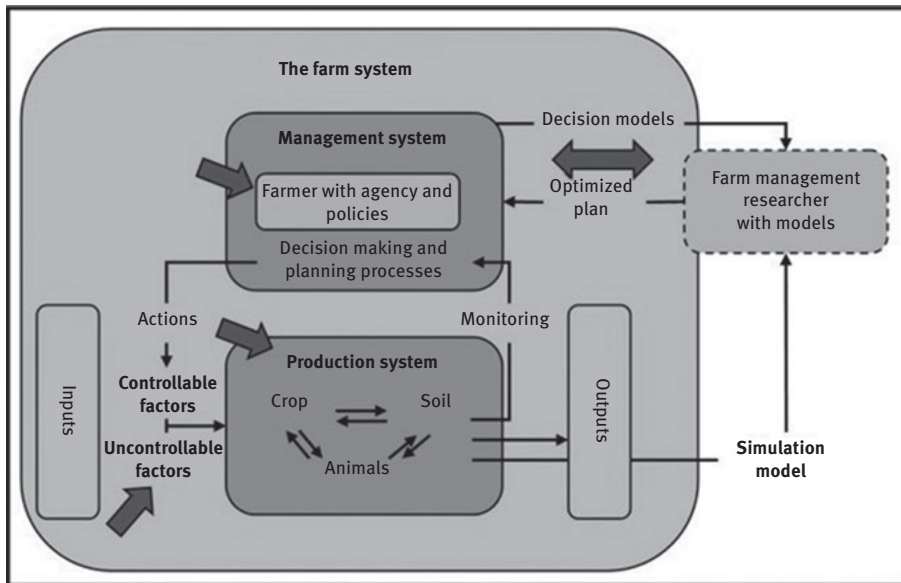 The farm system
Management system
Farmer with agency and
policies
Decision making and
planning processes
Decision models
Optimized
plan
Farm management
researcher
with models
Actions
Monitoring
Inputs
Controllable
factors
Uncontrollable
factors
Production system
Crop
Soil
Animals
Outputs
Simulation
model